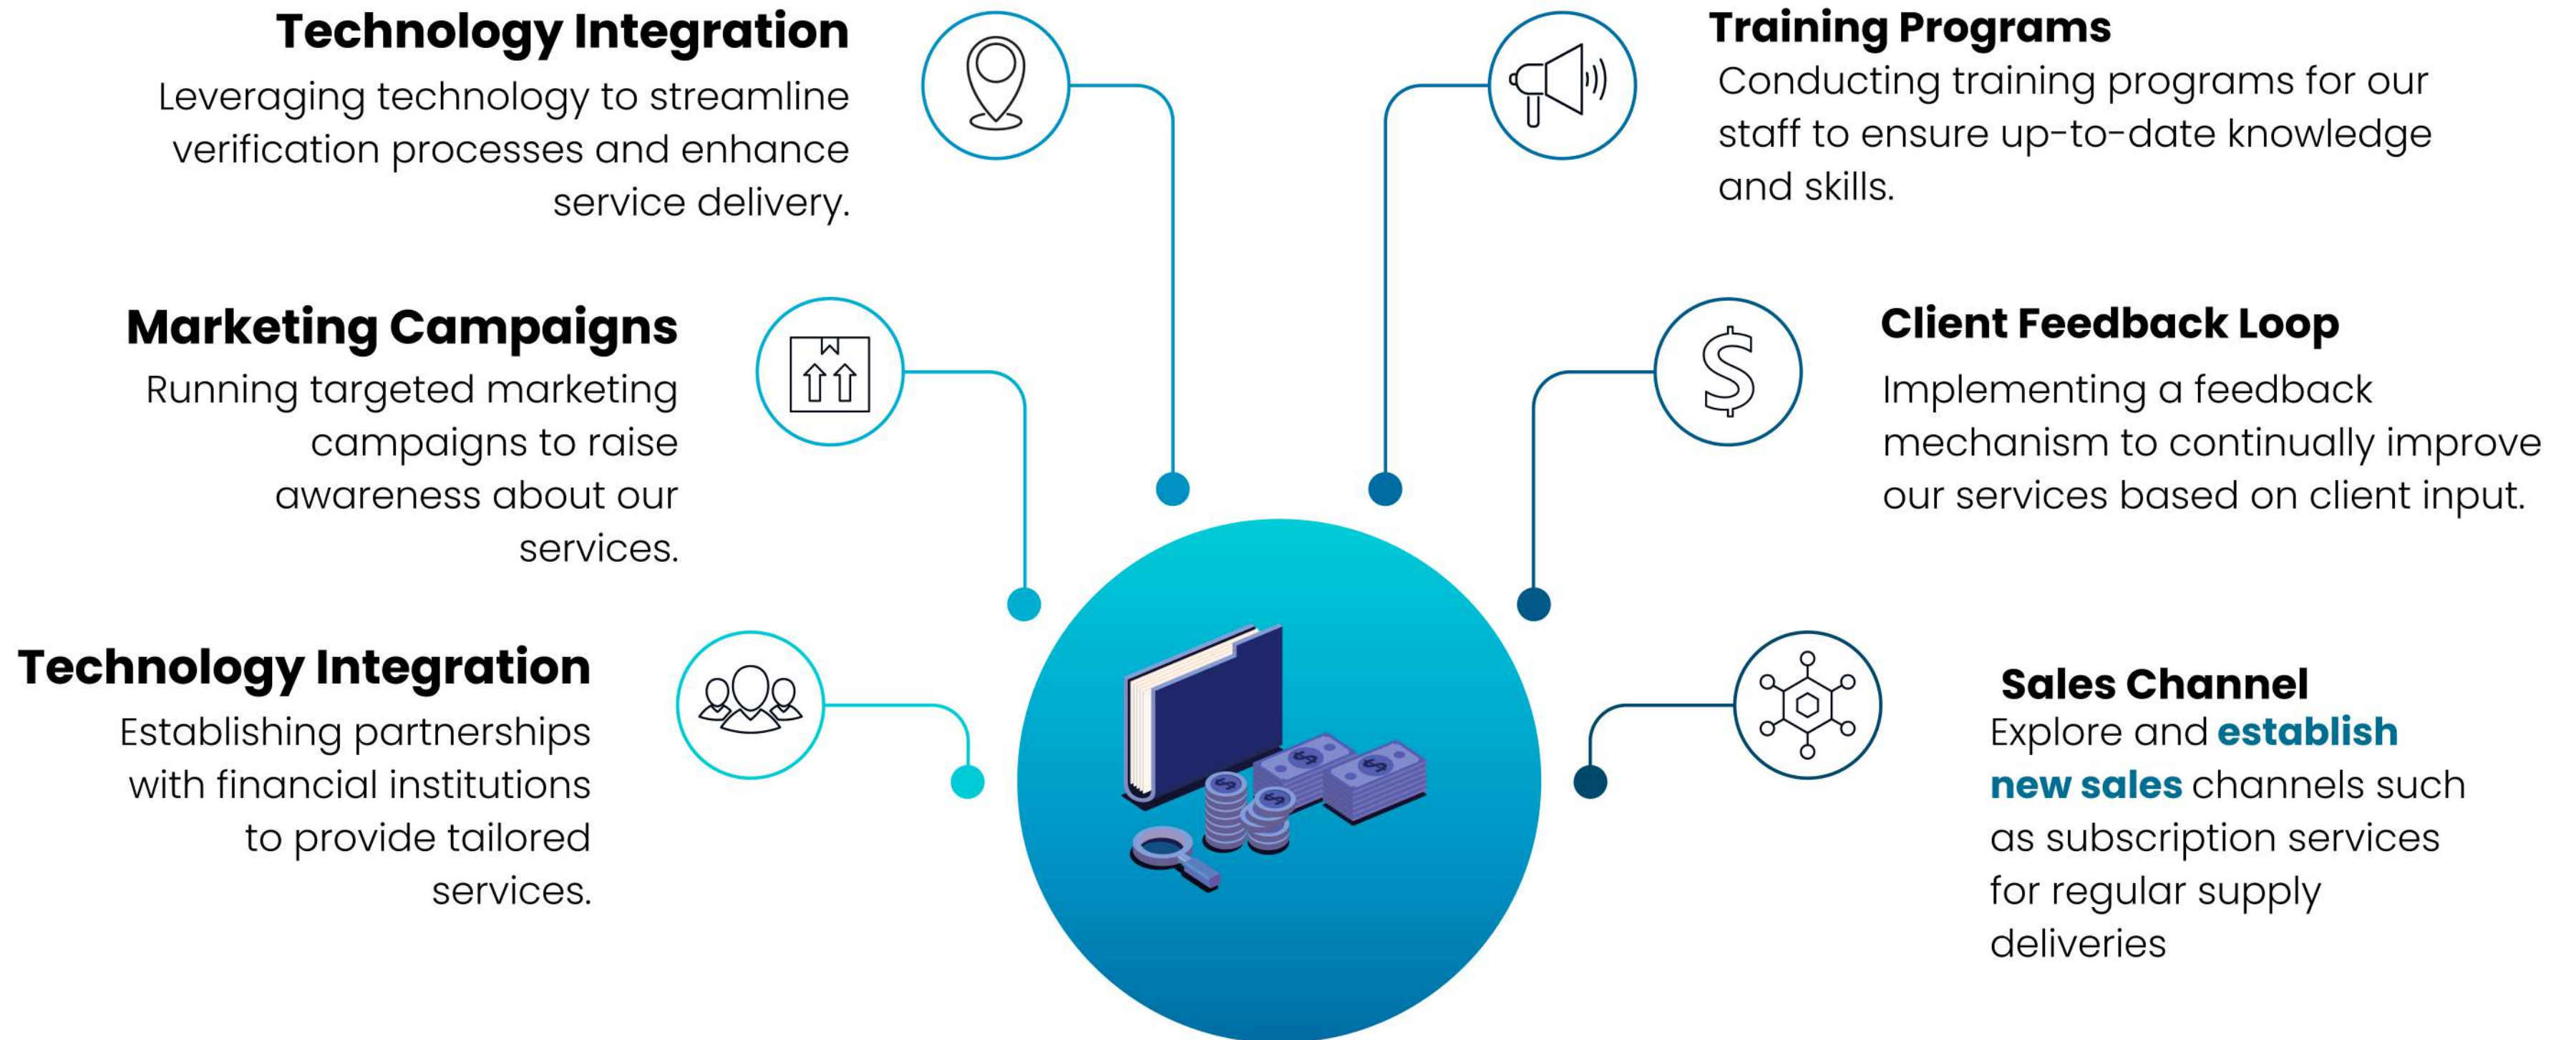 Technology Integration
Leveraging technology to streamline
verification processes and enhance
service delivery.
Marketing Campaigns
Running targeted marketing
campaigns to raise
awareness about our
services.
Technology Integration
Establishing partnerships
with financial institutions
to provide tailored
services.
Training Programs
Conducting training programs for our
staff to ensure up-to-date knowledge
and skills.
Client Feedback Loop
Implementing a feedback
mechanism to continually improve
our services based on client input.
Sales Channel
Explore and establish
new sales channels such
as subscription services
for regular supply
deliveries